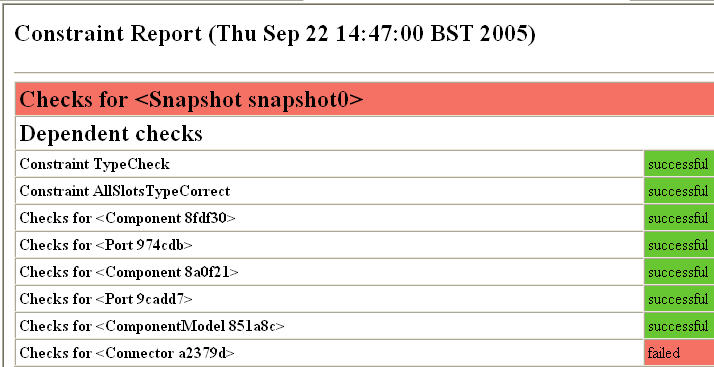 Constraint Report (Thu Sep 22 14:47:00 BST 2005)
Checks for <Snapshot snapshot0>
Dependent checks
Constraint TypeCheck successful
Constraint AllSlotsTypeCorrect successful
Checks for <Component 8fdf30> successful
Checks for <Port 974cdb> successful
Checks for <Component 8a0f21> successful
Checks for <Port 9cadd7> successful
Checks for <ComponentModel 851a8c> successful
Checks for <Connector a2379d> failed